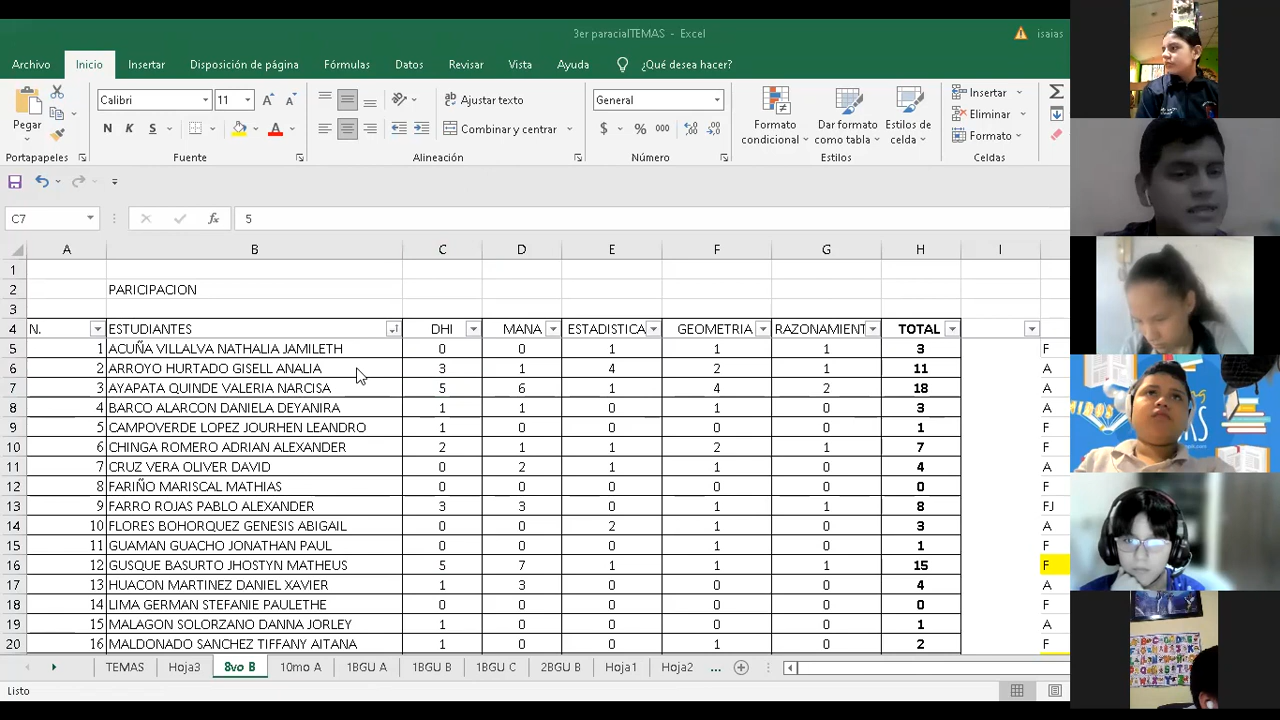 3er paracialTEMAS - Excel
isaias
Archivo Inicio Insertar Disposición de página Fórmulas Datos Revisar Vista Ayuda ¿Qué desea hacer?
Pegar
Calibri 11
N K S
Ajustar texto
Combinar y centrar
General
$ % 000
Formato condicional
Dar formato como tabla
Estilos de celda
Insertar
Eliminar
Formato
Portapapeles Fuente Alineación Número Estilos Celdas
C7 fx 5
A B C D E F G H I
1
2 PARICIPACION
3
4 N. ESTUDIANTES DHI MANA ESTADISTICA GEOMETRIA RAZONAMIENT TOTAL
5 1 ACUÑA VILLALVA NATHALIA JAMILETH 0 0 1 1 1 3 F
6 2 ARROYO HURTADO GISELL ANALIA 3 1 4 2 1 11 A
7 3 AYAPATA QUINDE VALERIA NARCISA 5 6 1 4 2 18 A
8 4 BARCO ALARCON DANIELA DEYANIRA 1 1 0 1 0 3 A
9 5 CAMPOVERDE LOPEZ JOURHEN LEANDRO 1 0 0 0 0 1 F
10 6 CHINGA ROMERO ADRIAN ALEXANDER 2 1 1 2 1 7 F
11 7 CRUZ VERA OLIVER DAVID 0 2 1 1 0 4 A
12 8 FARIÑO MARISCAL MATHIAS 0 0 0 0 0 0 F
13 9 FARRO ROJAS PABLO ALEXANDER 3 3 0 1 1 8 FJ
14 10 FLORES BOHORQUEZ GENESIS ABIGAIL 0 0 2 1 0 3 A
15 11 GUAMAN GUACHO JONATHAN PAUL 0 0 0 1 0 1 F
16 12 GUSQUE BASURTO JHOSTYN MATHEUS 5 7 1 1 1 15 F
17 13 HUACON MARTINEZ DANIEL XAVIER 1 3 0 0 0 4 A
18 14 LIMA GERMAN STEFANIE PAULETHE 0 0 0 0 0 0 F
19 15 MALAGON SOLORZANO DANNA JORLEY 1 0 0 0 0 1 A
20 16 MALDONADO SANCHEZ TIFFANY AITANA 1 0 0 1 0 2 F
TEMAS Hoja3 8vo B 10mo A 1BGU A 1BGU B 1BGU C 2BGU B Hoja1 Hoja2 ...
Listo